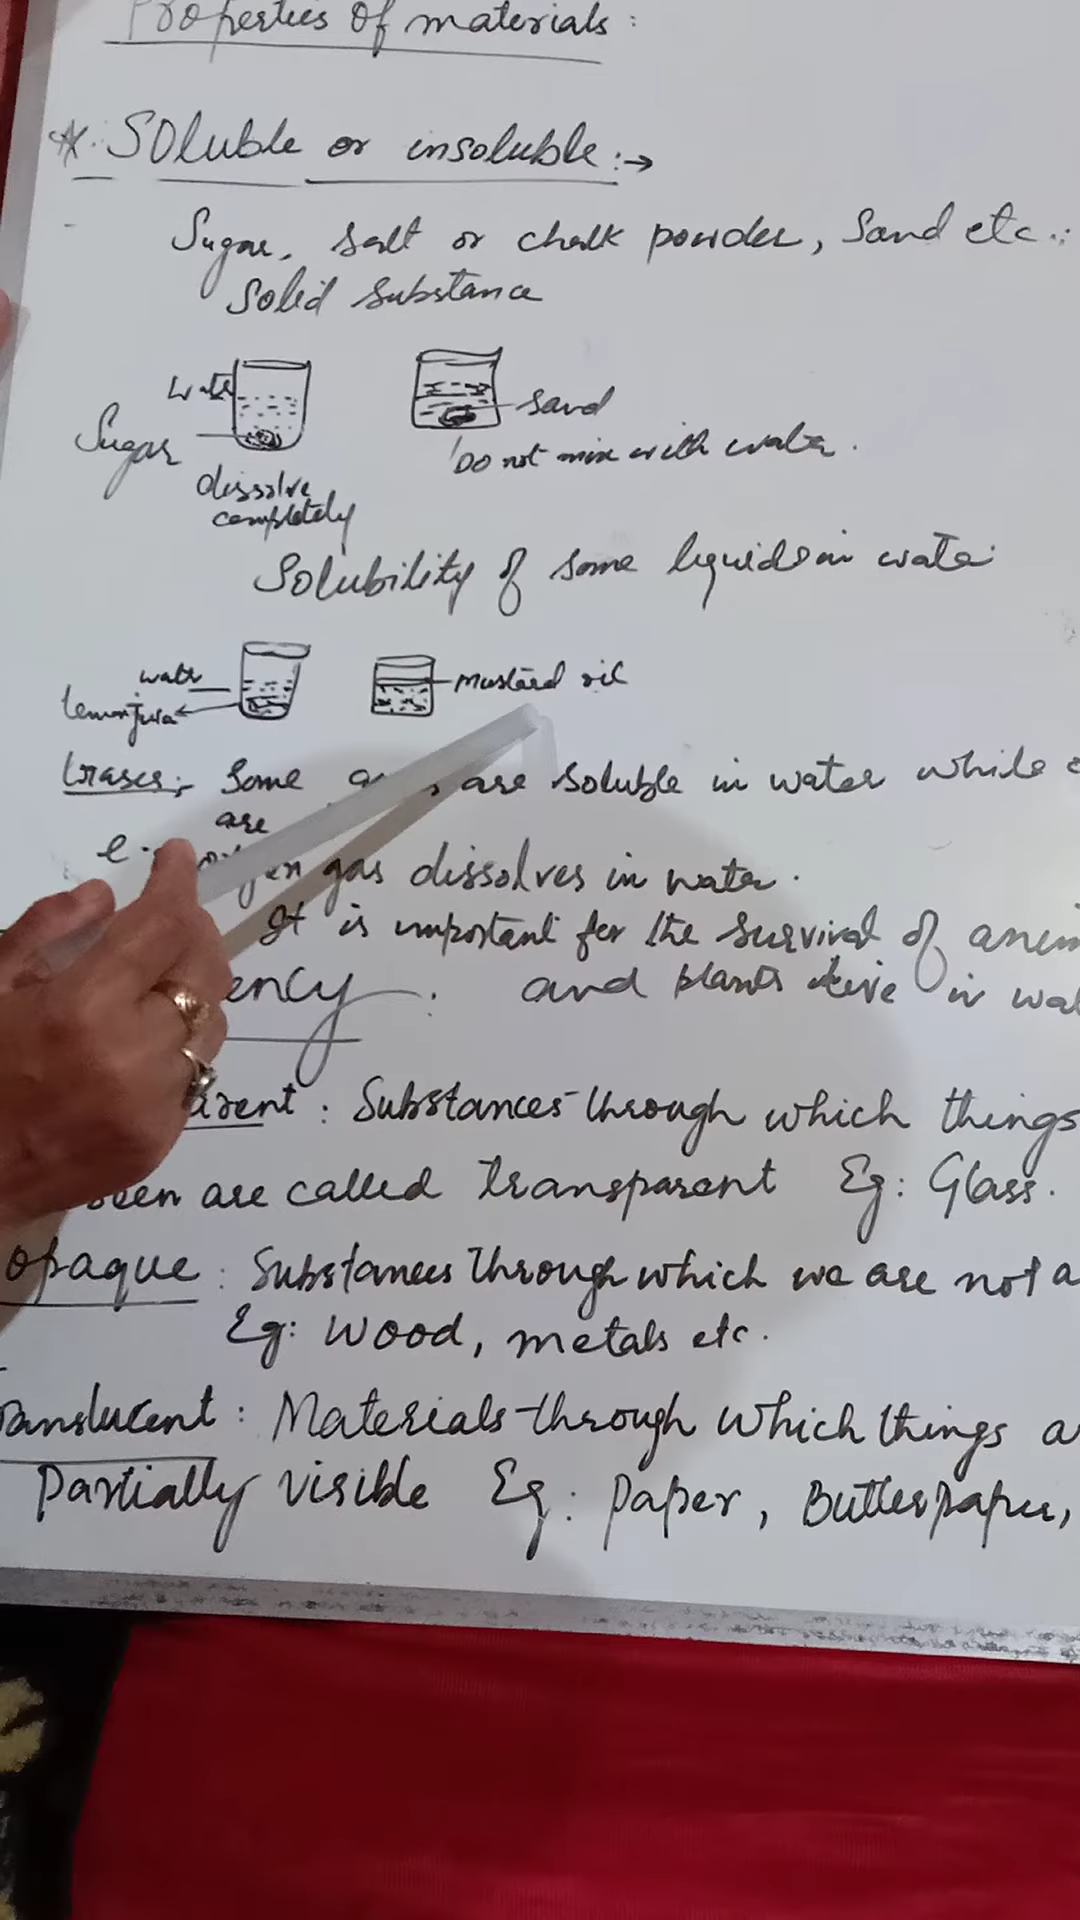 Properties of materials:
* Soluble or insoluble:→
Sugar, salt or chalk powder, Sand etc.:
Solid substance
Water
Sugar
dissolve
completely
Sand
Do not mix with water.
Solubility of some liquids in water
water
mustard oil
Gases: Some are soluble in water while
are
gas dissolves in water.
It is important for the survival of anim
ency : and plants live in wat
arent : Substances through which things
seen are called transparent Eg: Glass.
opaque : Substances through which we are not a
Eg: wood, metals etc.
ranslucent : Materials through which things a
Partially visible Eg: paper, Butter paper,